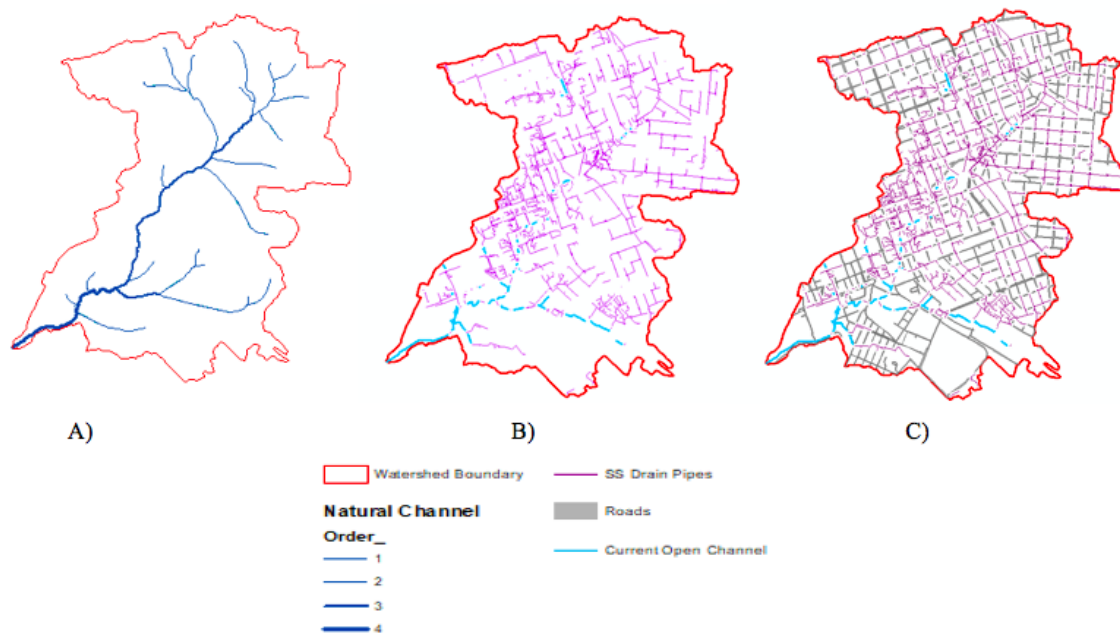 A)
B)
C)
Watershed Boundary
Natural Channel
Order_
1
2
3
4
SS Drain Pipes
Roads
Current Open Channel